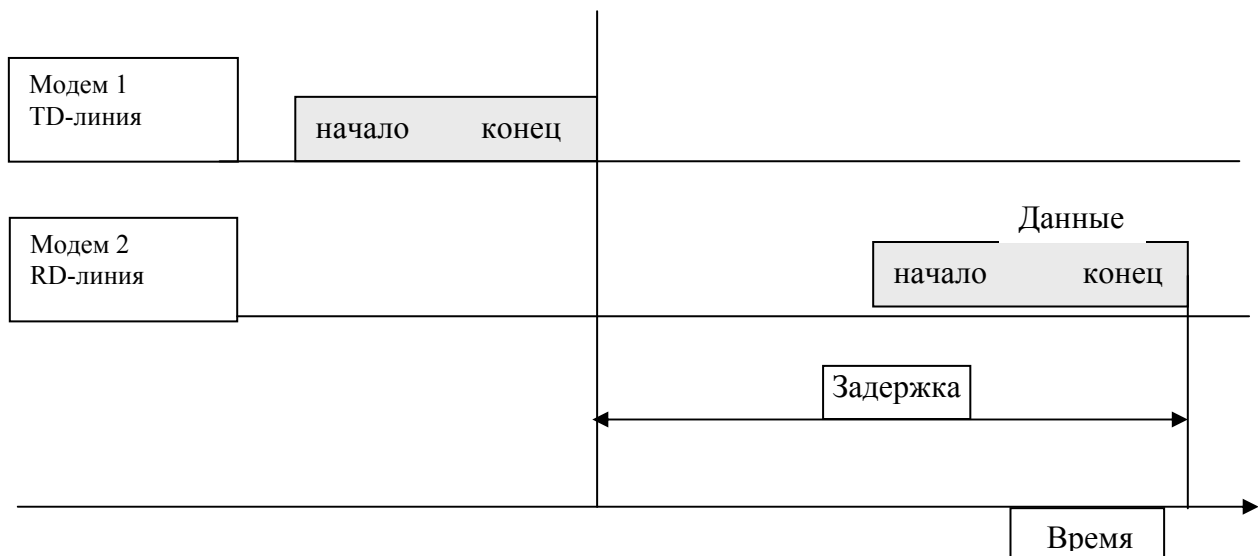 Модем 1
TD-линия
начало конец
Модем 2
RD-линия
Данные
начало конец
Задержка
Время